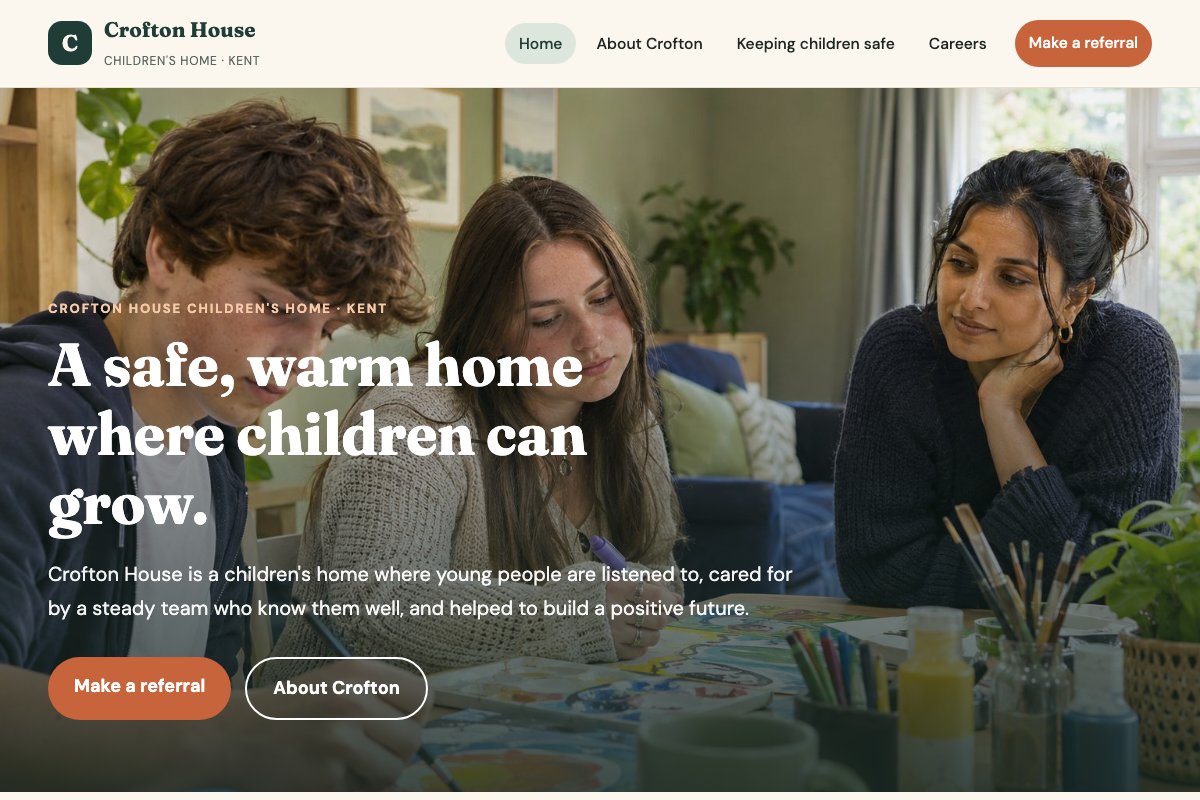 C
Crofton House
CHILDREN'S HOME · KENT
Home
About Crofton
Keeping children safe
Careers
Make a referral
CROFTON HOUSE CHILDREN'S HOME · KENT
A safe, warm home
where children can
grow.
Crofton House is a children's home where young people are listened to, cared for
by a steady team who know them well, and helped to build a positive future.
Make a referral
About Crofton